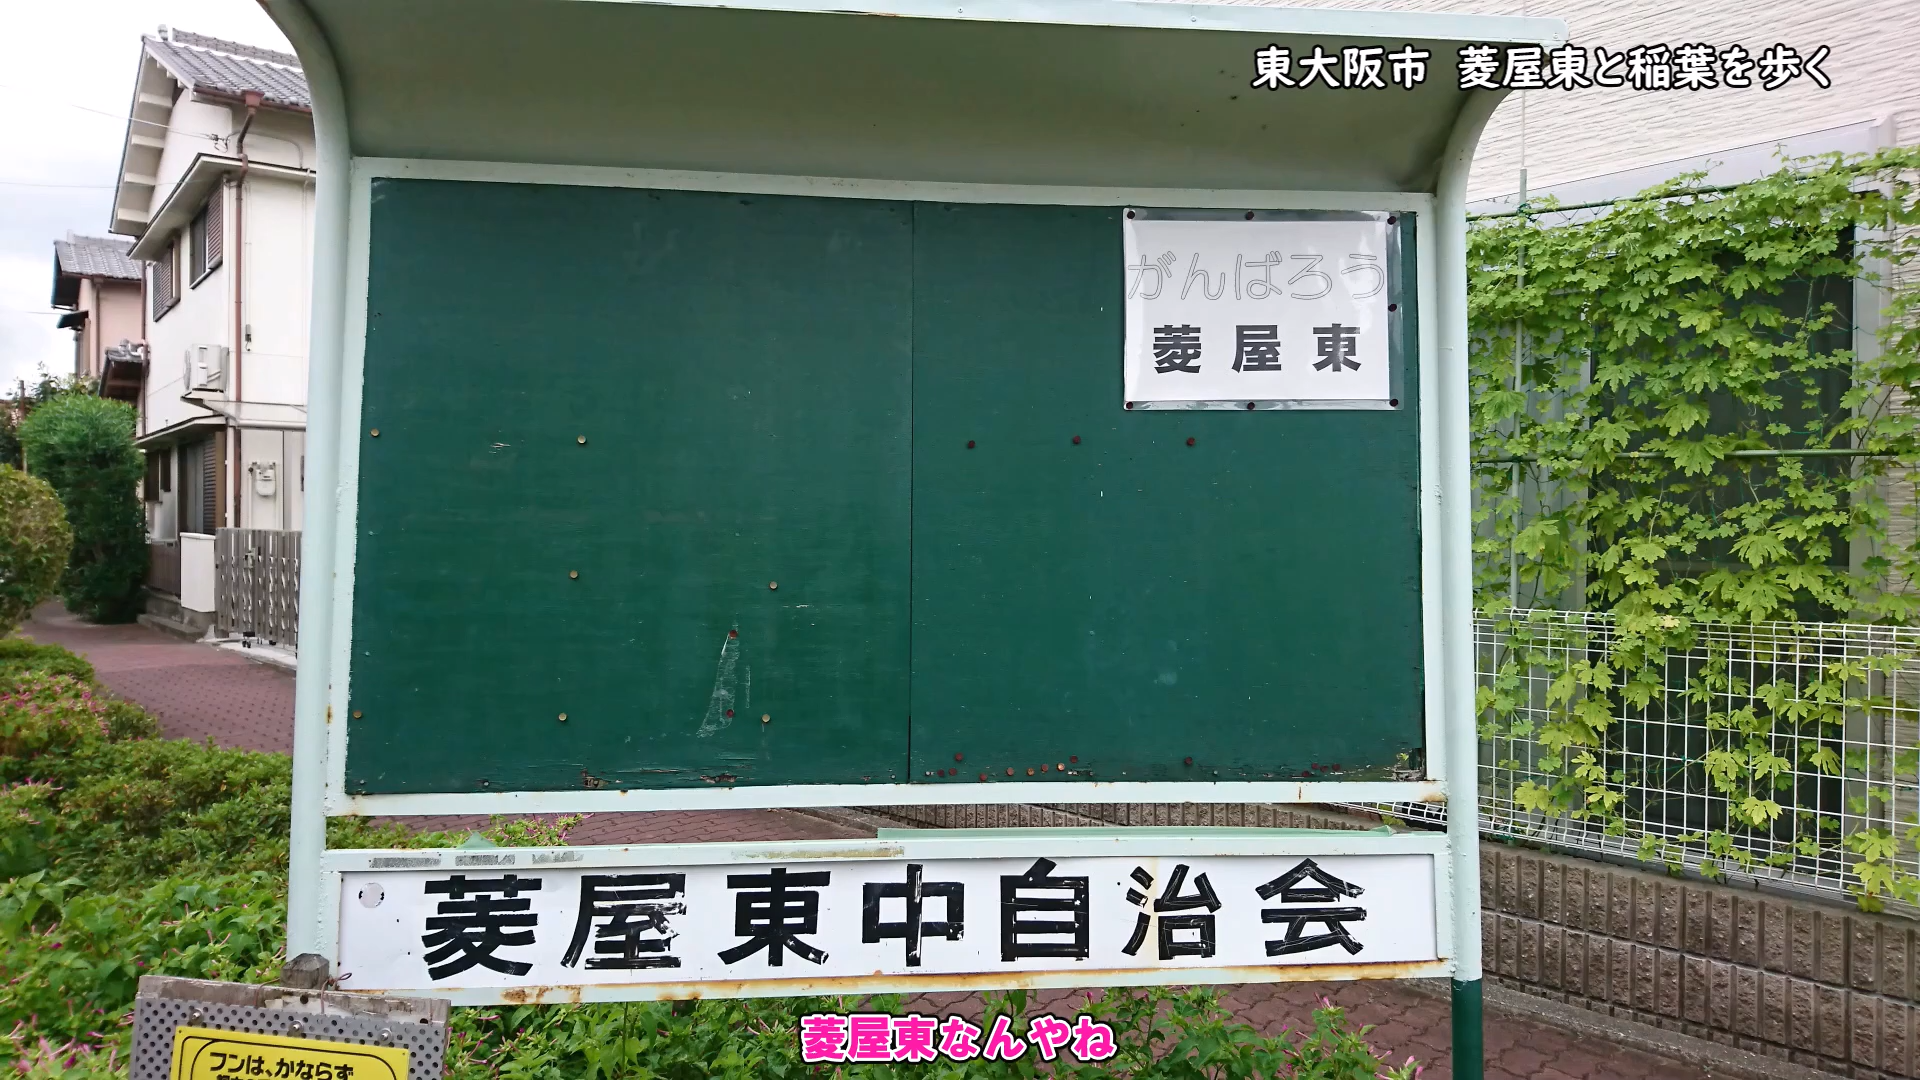 東大阪市　菱屋東と稲葉を歩く
がんばろう
菱屋東
菱屋東中自治会
フンは、かならず
菱屋東なんやね